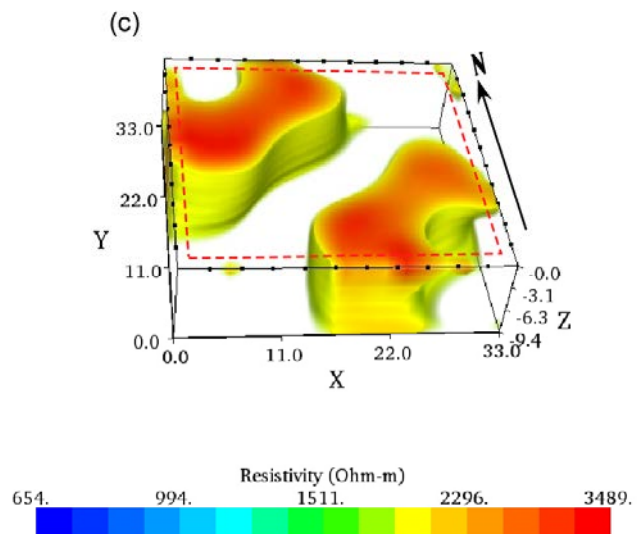 (c)
N
33.0
22.0
Y
11.0
-0.0
-3.1
-6.3
Z
0.0
-9.4
0.0 11.0 22.0 33.0
X
Resistivity (Ohm-m)
654. 994. 1511. 2296. 3489.